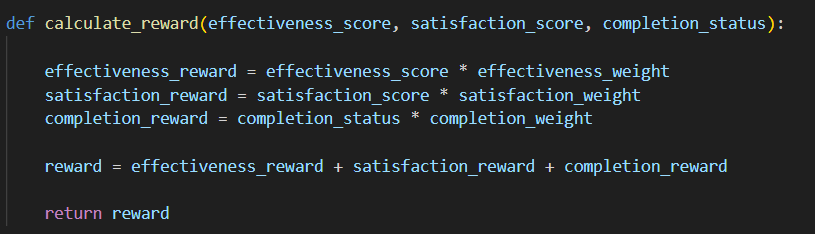 def calculate_reward(effectiveness_score, satisfaction_score, completion_status):
effectiveness_reward = effectiveness_score * effectiveness_weight
satisfaction_reward = satisfaction_score * satisfaction_weight
completion_reward = completion_status * completion_weight
reward = effectiveness_reward + satisfaction_reward + completion_reward
return reward